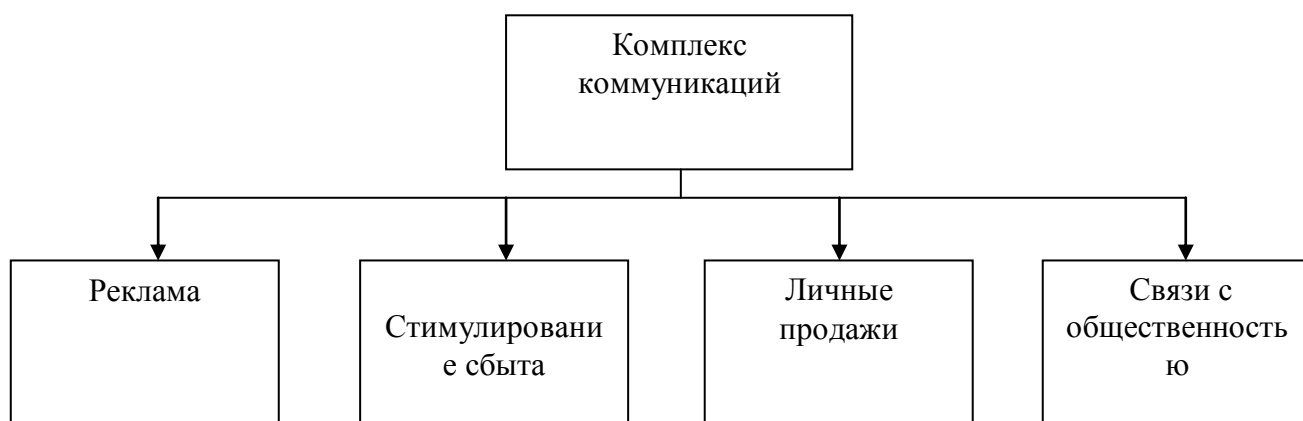 Комплекс
коммуникаций
Реклама
Стимулировани
е сбыта
Личные
продажи
Связи с
общественность
ю